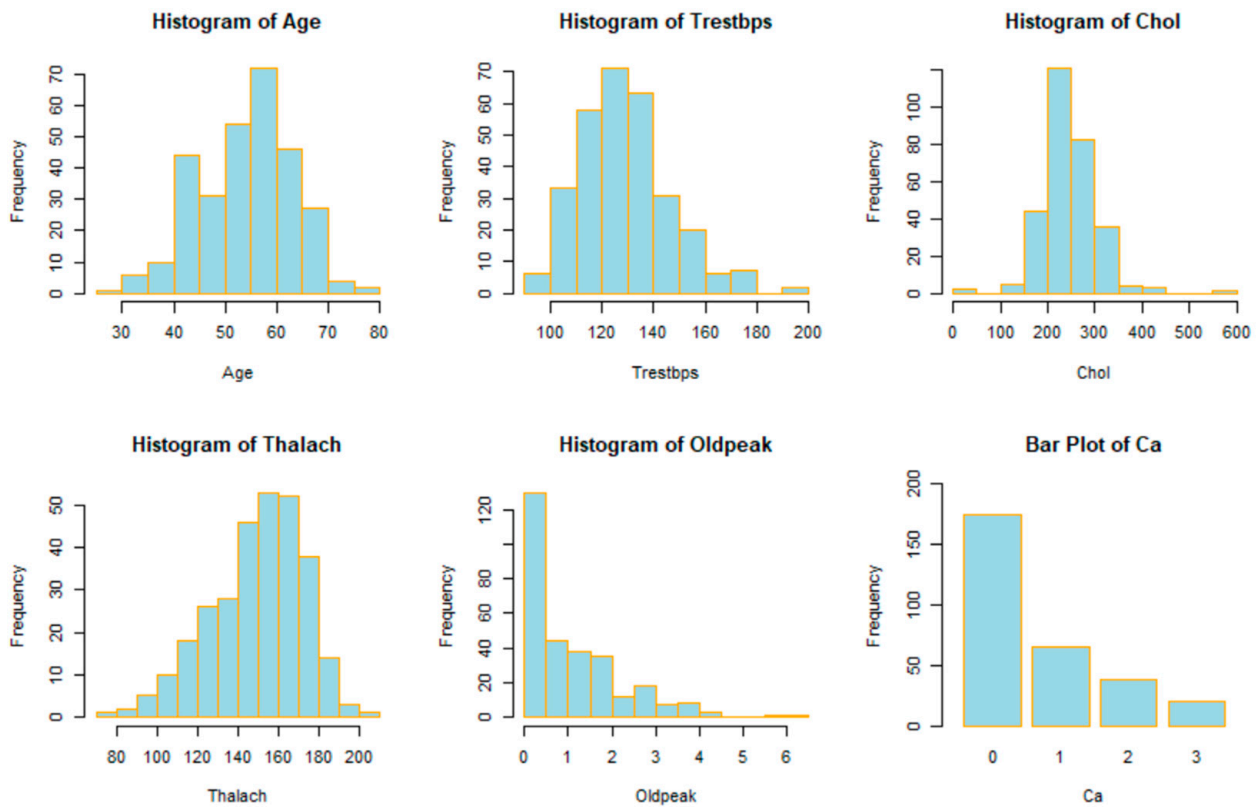 Histogram of Age
Frequency
0 10 20 30 40 50 60 70
30 40 50 60 70 80
Age
Histogram of Trestbps
Frequency
0 10 20 30 40 50 60 70
100 120 140 160 180 200
Trestbps
Histogram of Chol
Frequency
0 20 40 60 80 100
0 100 200 300 400 500 600
Chol
Histogram of Thalach
Frequency
0 10 20 30 40 50
80 100 120 140 160 180 200
Thalach
Histogram of Oldpeak
Frequency
0 20 40 60 80 120
0 1 2 3 4 5 6
Oldpeak
Bar Plot of Ca
Frequency
0 50 100 150 200
0 1 2 3
Ca